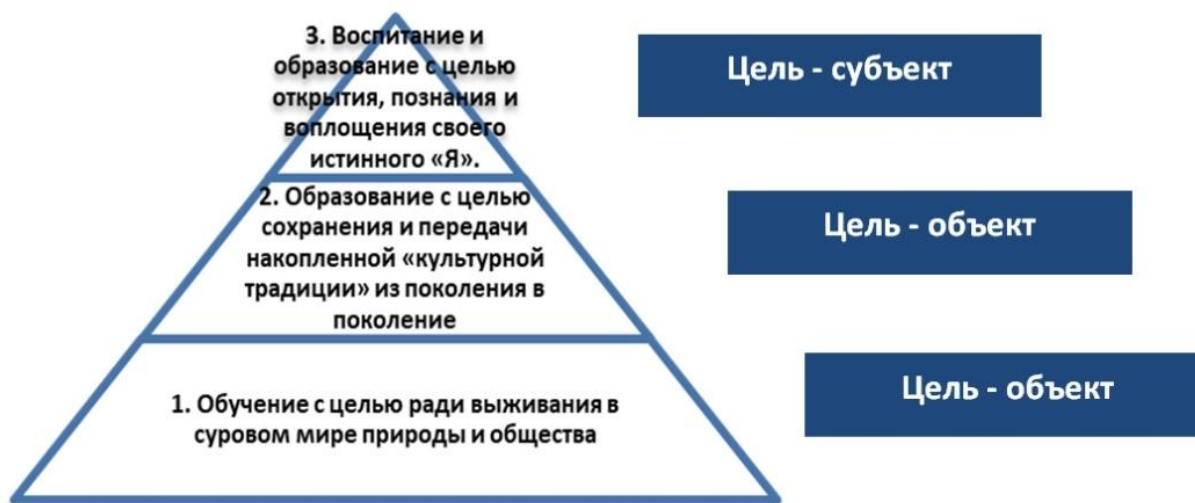 3. Воспитание и
образование с целью
открытия, познания и
воплощения своего
истинного «Я».
Цель - субъект
2. Образование с целью
сохранения и передачи
накопленной «культурной
традиции» из поколения в
поколение
Цель - объект
1. Обучение с целью ради выживания в
суровом мире природы и общества
Цель - объект